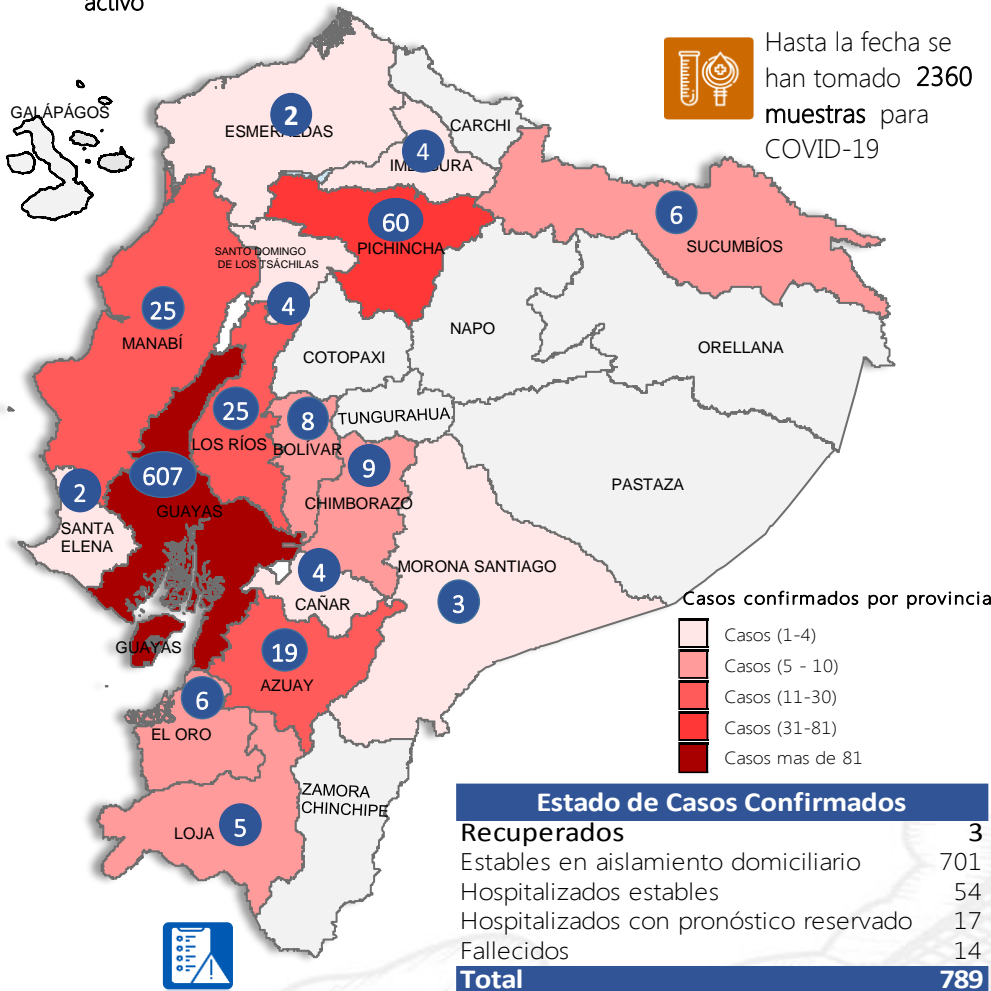 activo
Hasta la fecha se
han tomado 2360
muestras para
COVID-19
GALÁPAGOS
2
ESMERALDAS
CARCHI
4
IMBABURA
60
PICHINCHA
6
SUCUMBÍOS
SANTO DOMINGO
DE LOS TSÁCHILAS
4
25
MANABÍ
NAPO
ORELLANA
COTOPAXI
25
LOS RÍOS
8
BOLÍVAR
TUNGURAHUA
9
CHIMBORAZO
607
GUAYAS
2
SANTA
ELENA
PASTAZA
4
CAÑAR
MORONA SANTIAGO
3
GUAYAS
19
AZUAY
6
EL ORO
ZAMORA
CHINCHIPE
LOJA
5
Casos confirmados por provincia
Casos (1-4)
Casos (5 - 10)
Casos (11-30)
Casos (31-81)
Casos mas de 81
Estado de Casos Confirmados
Recuperados 3
Estables en aislamiento domiciliario 701
Hospitalizados estables 54
Hospitalizados con pronóstico reservado 17
Fallecidos 14
Total 789